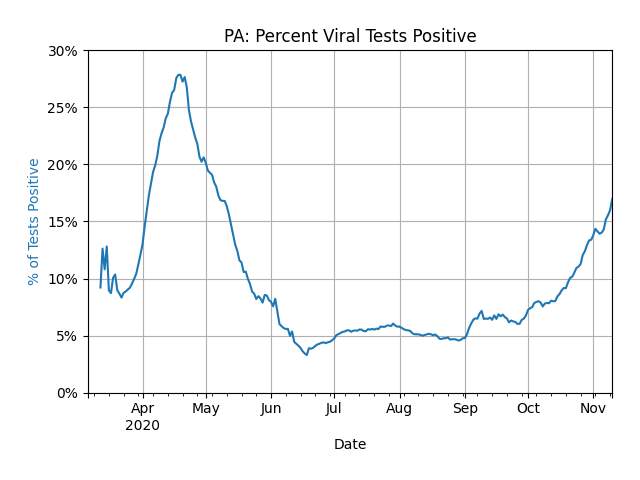 PA: Percent Viral Tests Positive
30%
25%
20%
15%
10%
5%
0%
% of Tests Positive
Apr
2020
May
Jun
Jul
Aug
Sep
Oct
Nov
Date